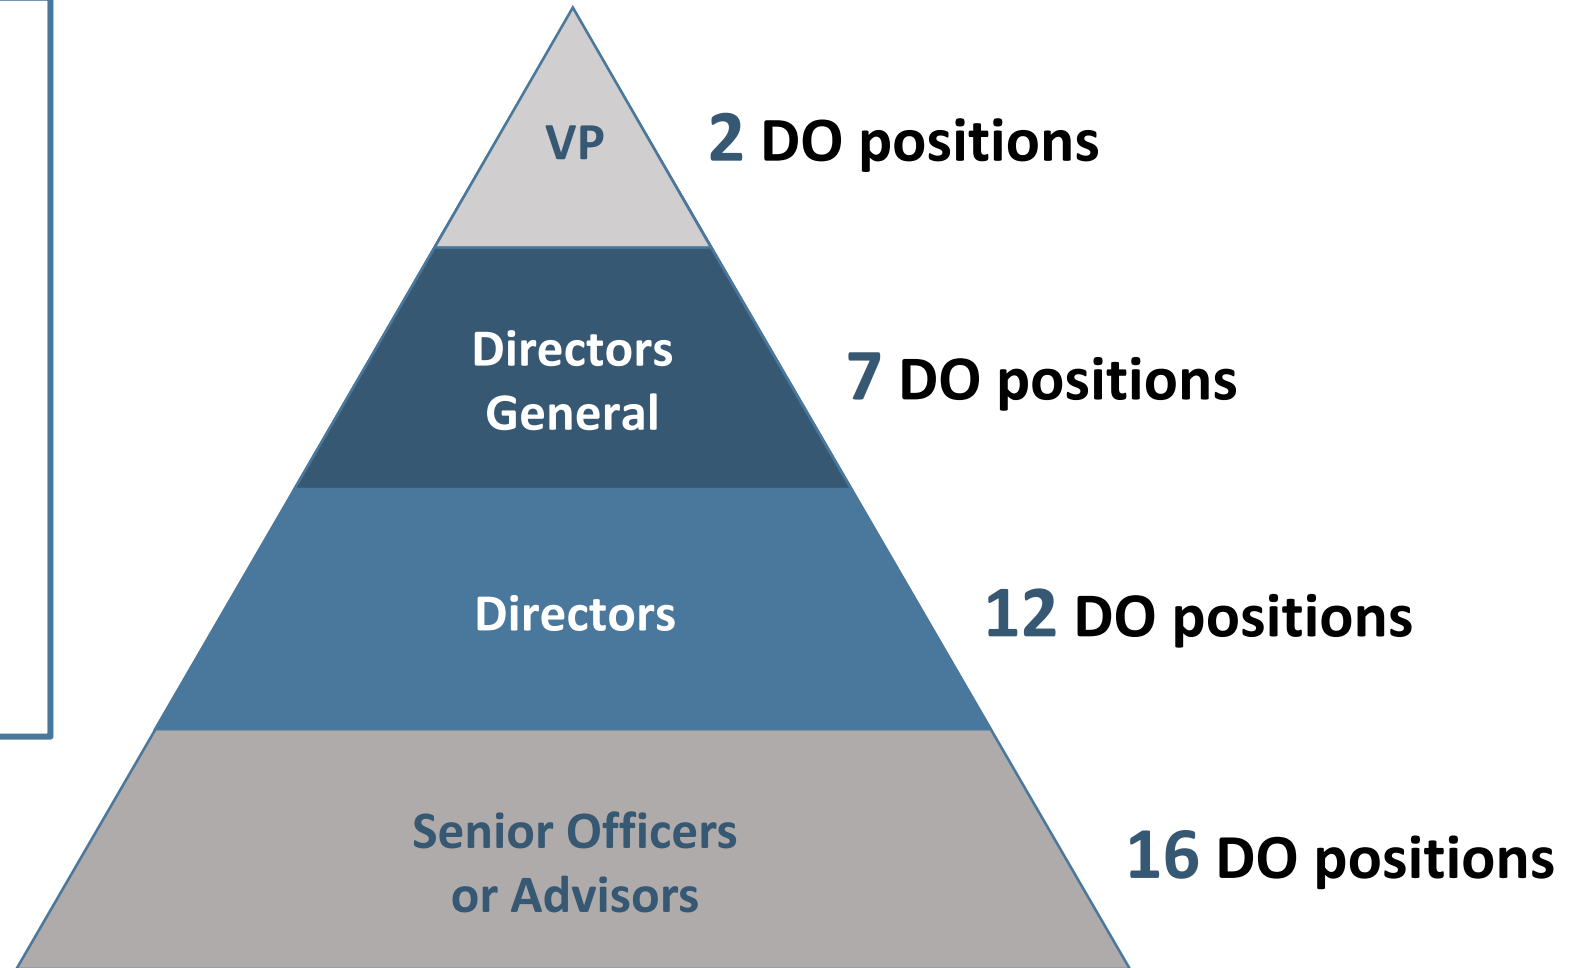 VP
2 DO positions
Directors
General
7 DO positions
Directors
12 DO positions
Senior Officers
or Advisors
16 DO positions